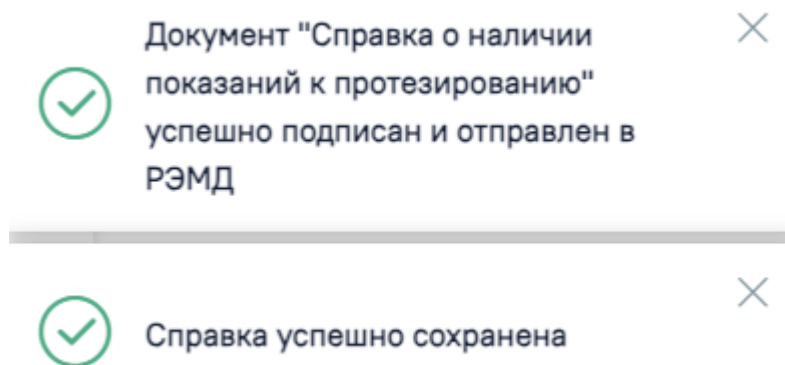 Документ "Справка о наличии
показаний к протезированию"
успешно подписан и отправлен в
РЭМД
Справка успешно сохранена